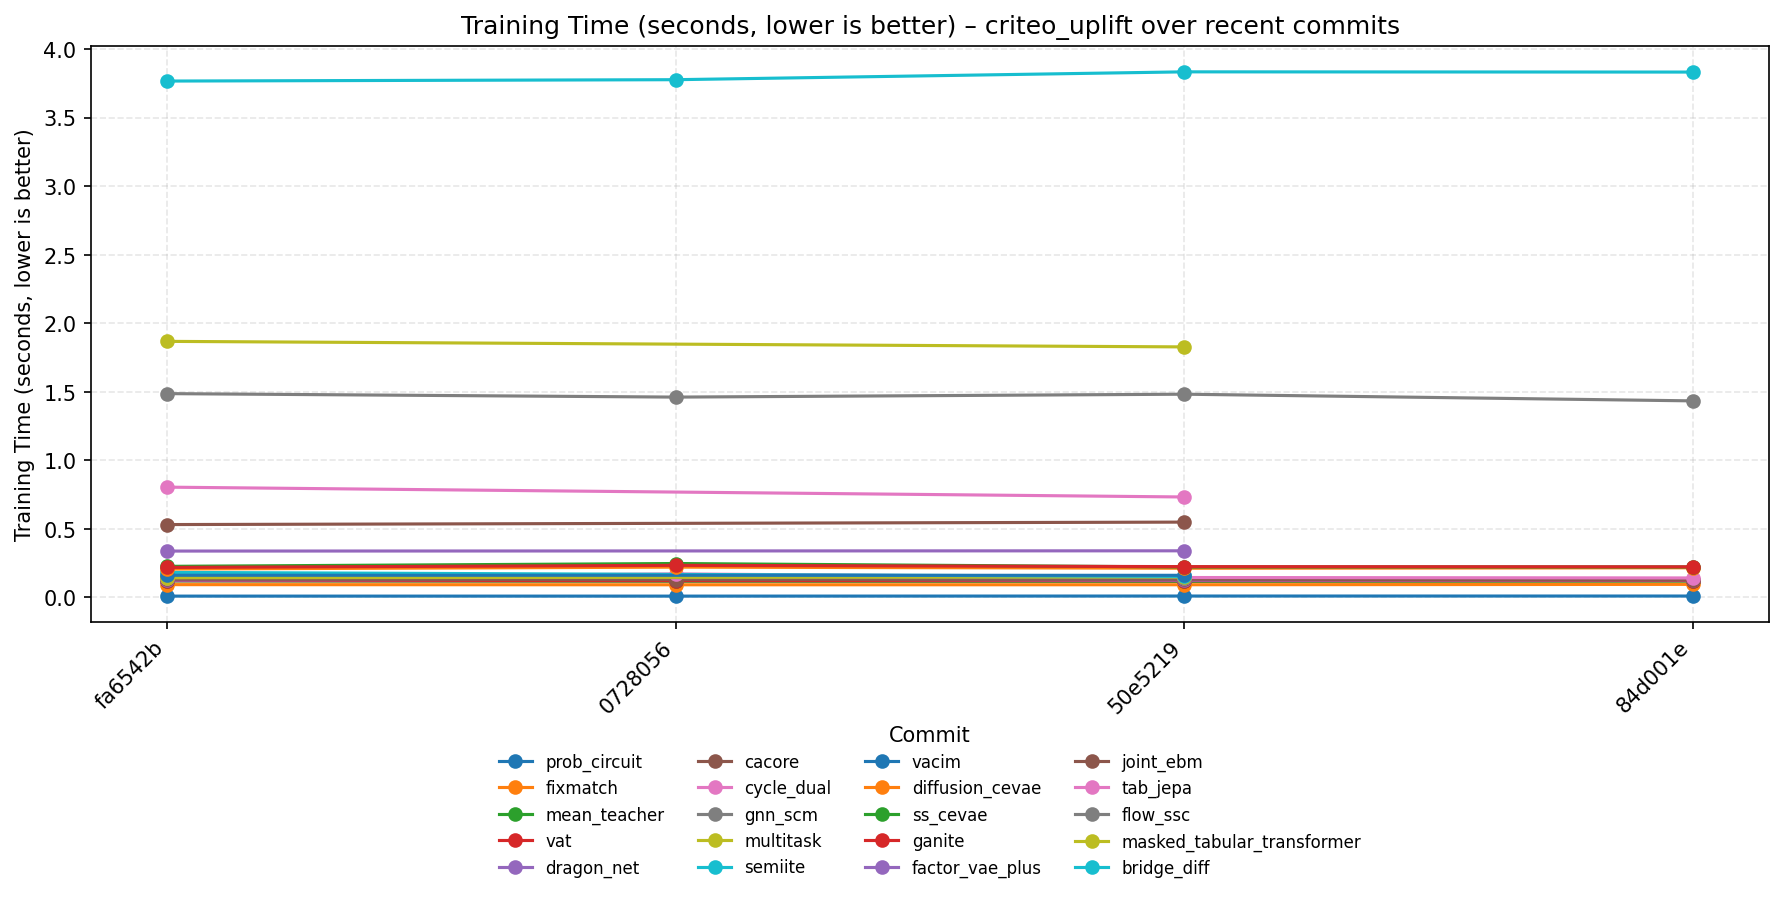 Training Time (seconds, lower is better) – criteo_uplift over recent commits
Training Time (seconds, lower is better)
4.0
3.5
3.0
2.5
2.0
1.5
1.0
0.5
0.0
fa6542b
0728056
50e5219
84d001e
Commit
prob_circuit
fixmatch
mean_teacher
vat
dragon_net
cacore
cycle_dual
gnn_scm
multitask
semiite
vacim
diffusion_cevae
ss_cevae
ganite
factor_vae_plus
joint_ebm
tab_jepa
flow_ssc
masked_tabular_transformer
bridge_diff